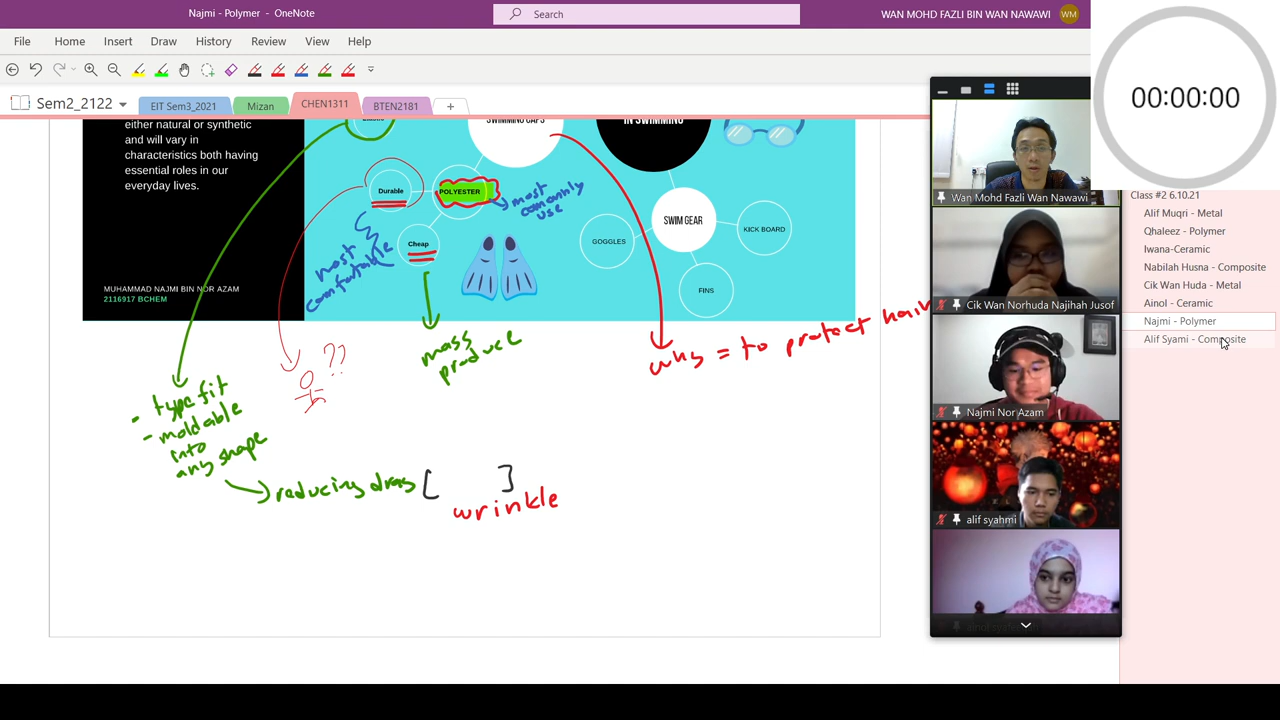 Najmi - Polymer - OneNote
Search
WAN MOHD FAZLI BIN WAN NAWAWI
WM
File
Home
Insert
Draw
History
Review
View
Help
Sem2_2122
EIT Sem3_2021
Mizan
CHEN1311
BTEN2181
00:00:00
either natural or synthetic
and will vary in
characteristics both having
essential roles in our
everyday lives.
MUHAMMAD NAJMI BIN NOR AZAM
2116917 BCHEM
SWIMMING CAPS
IN SWIMMING
Durable
POLYESTER
Cheap
most
commonly
use
most
comfortable
SWIM GEAR
GOGGLES
KICK BOARD
FINS
mass
produce
why = to protect hair
??
- type fit
- moldable
into
any shape
reducing drag [ ]
wrinkle
Wan Mohd Fazli Wan Nawawi
Cik Wan Norhuda Najihah Jusof
Najmi Nor Azam
alif syahmi
Class #2 6.10.21
Alif Muqri - Metal
Qhaleez - Polymer
Iwana-Ceramic
Nabilah Husna - Composite
Cik Wan Huda - Metal
Ainol - Ceramic
Najmi - Polymer
Alif Syami - Composite